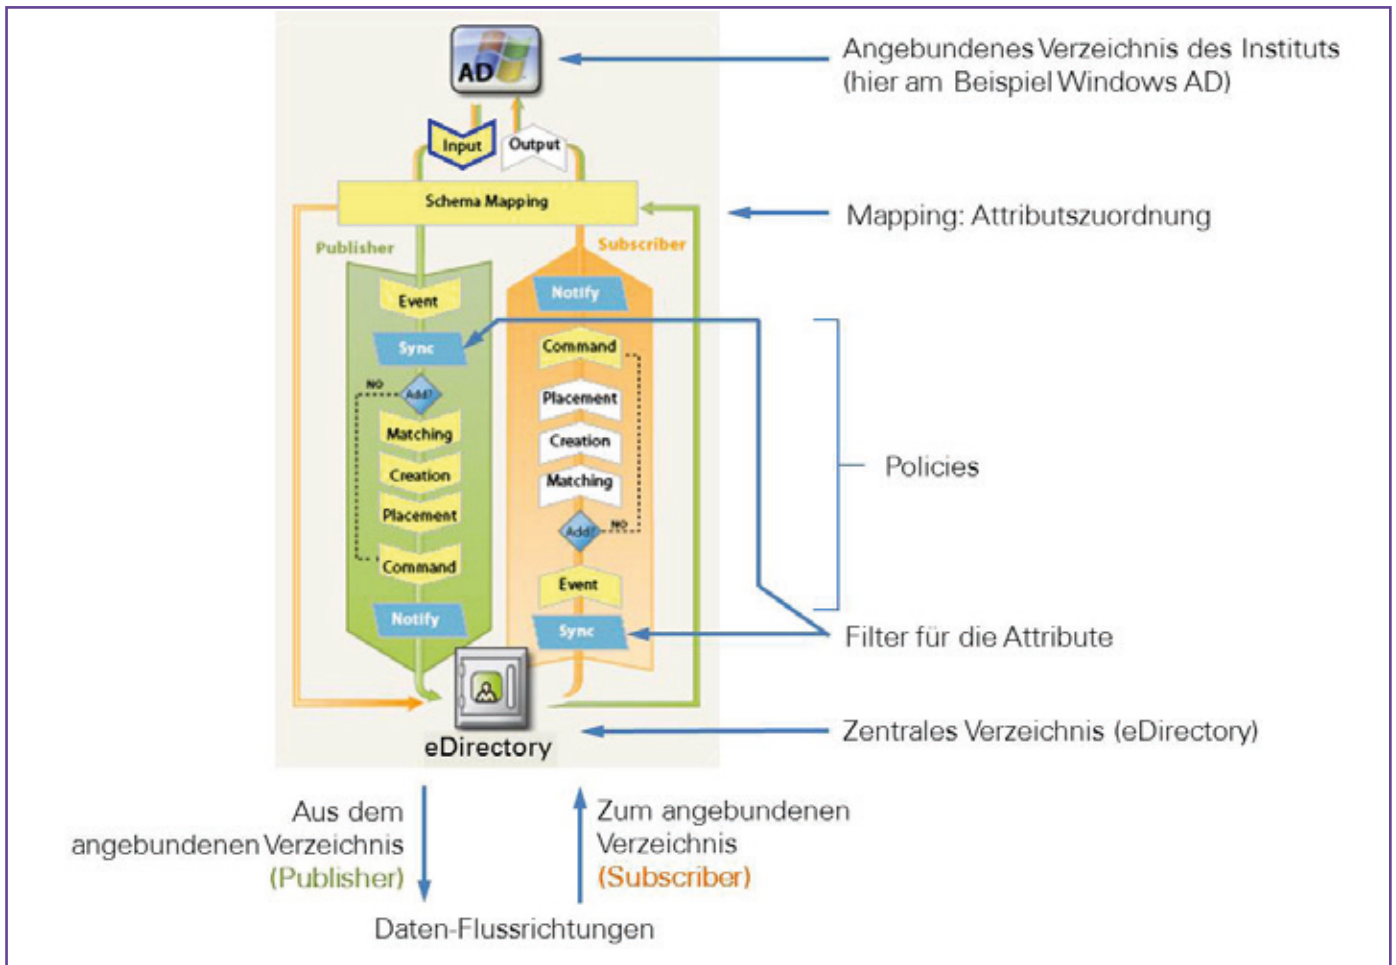 AD
Angebundenes Verzeichnis des Instituts
(hier am Beispiel Windows AD)
Input
Output
Schema Mapping
Mapping: Attributszuordnung
Publisher
Subscriber
Event
Sync
NO
Add?
Matching
Creation
Placement
Command
Notify
Notify
Command
Placement
Creation
Matching
Add?
NO
Event
Sync
Policies
Filter für die Attribute
eDirectory
Zentrales Verzeichnis (eDirectory)
Aus dem
angebundenen Verzeichnis
(Publisher)
Zum angebundenen
Verzeichnis
(Subscriber)
Daten-Flussrichtungen